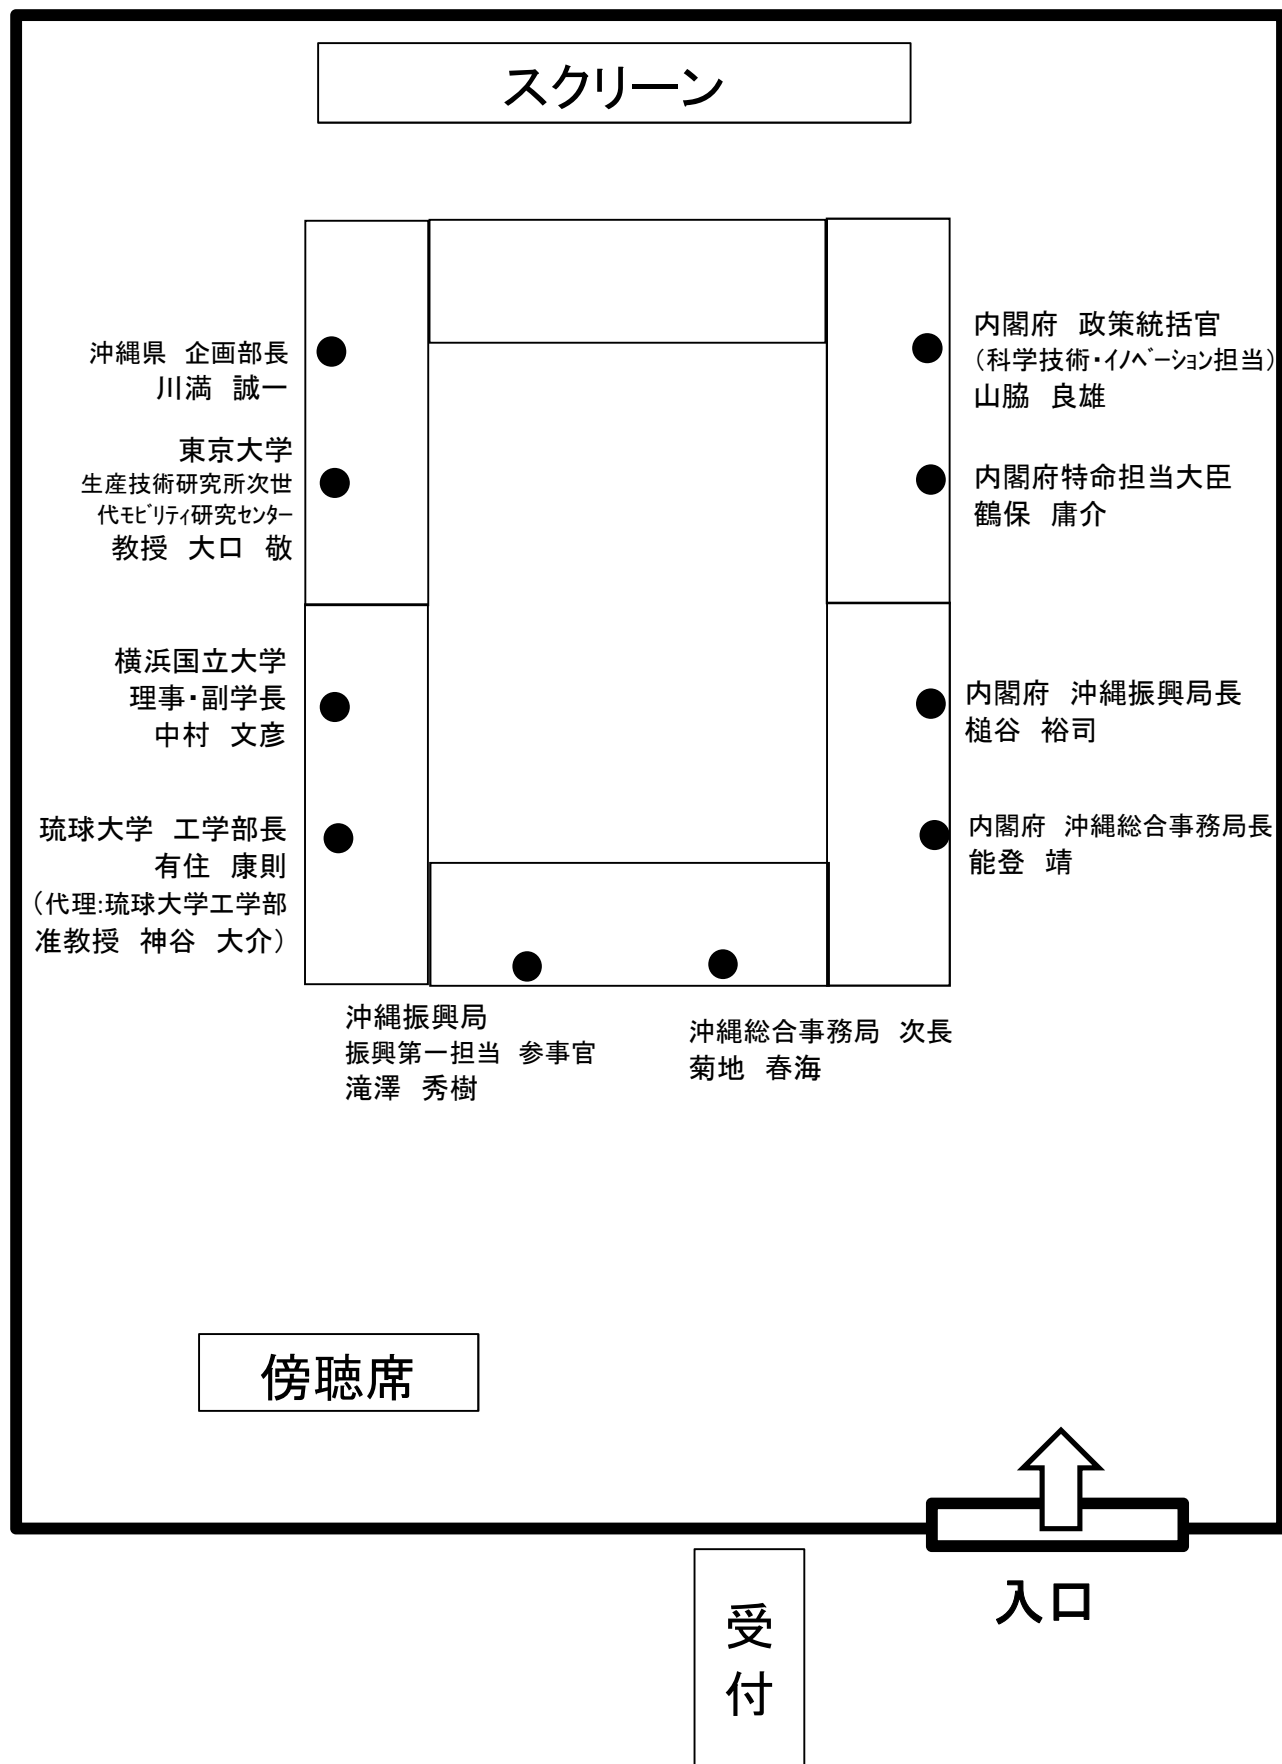 スクリーン
沖縄県　企画部長
川満　誠一
東京大学
生産技術研究所次世
代モビリティ研究センター
教授　大口　敬
横浜国立大学
理事・副学長
中村　文彦
琉球大学　工学部長
有住　康則
（代理:琉球大学工学部
准教授　神谷　大介）
内閣府　政策統括官
（科学技術・イノベーション担当）
山脇　良雄
内閣府特命担当大臣
鶴保　庸介
内閣府　沖縄振興局長
槌谷　裕司
内閣府　沖縄総合事務局長
能登　靖
沖縄振興局
振興第一担当　参事官
滝澤　秀樹
沖縄総合事務局　次長
菊地　春海
傍聴席
入口
受
付